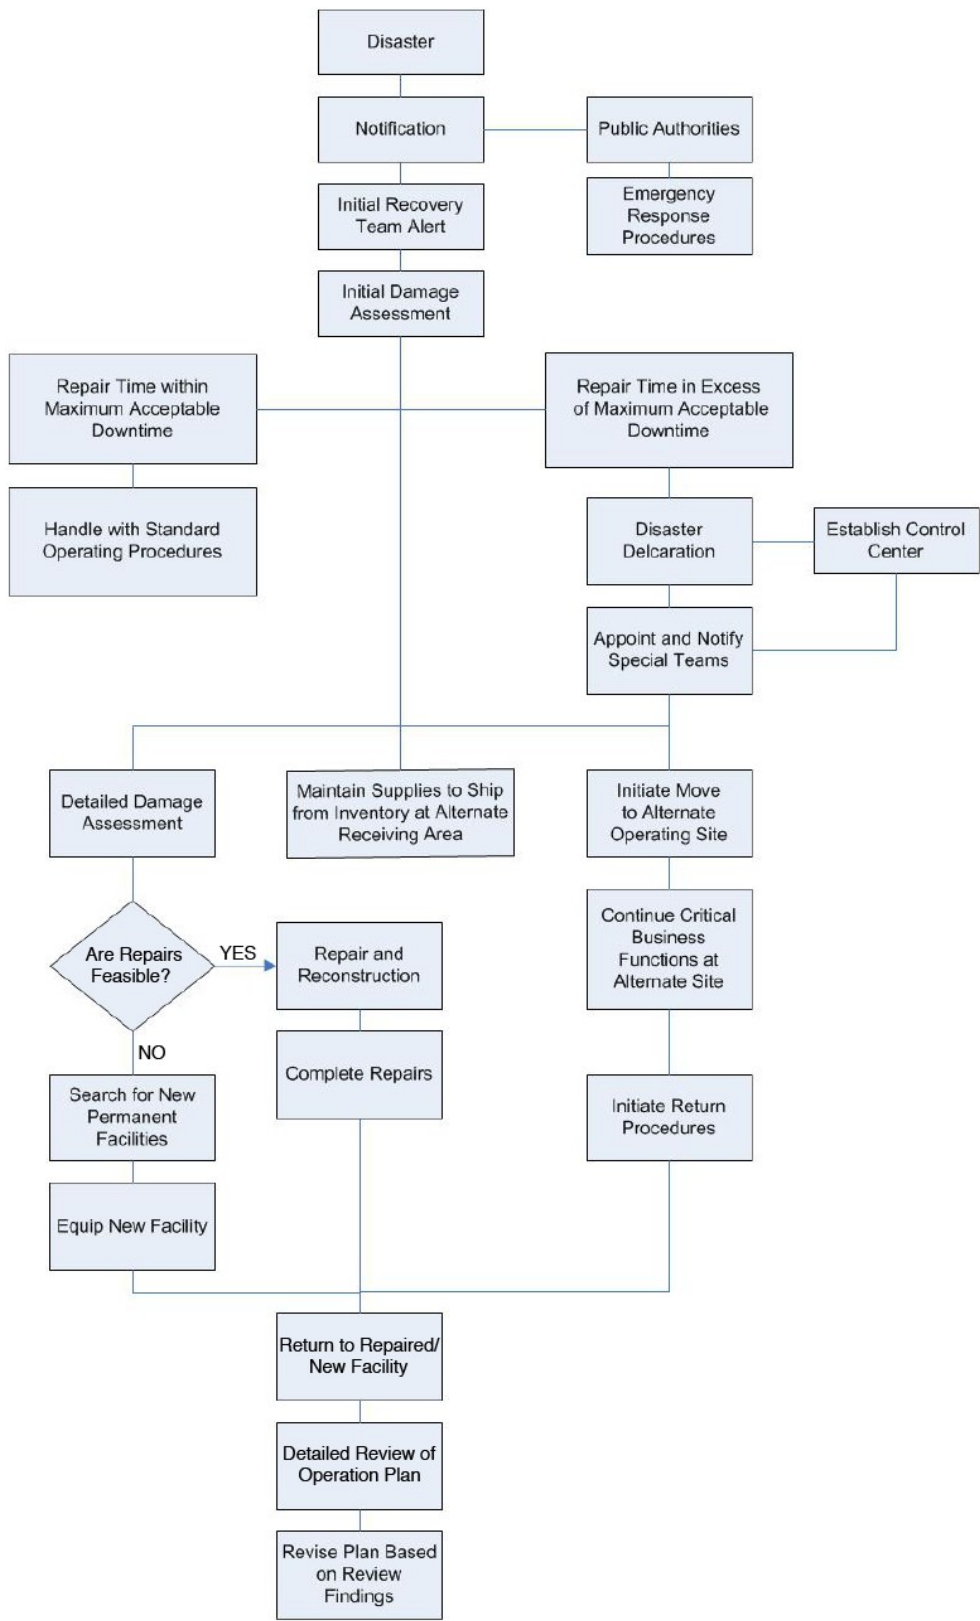 Disaster
Notification
Public Authorities
Initial Recovery
Team Alert
Emergency
Response
Procedures
Initial Damage
Assessment
Repair Time within
Maximum Acceptable
Downtime
Repair Time in Excess
of Maximum Acceptable
Downtime
Handle with Standard
Operating Procedures
Disaster
Delcaration
Establish Control
Center
Appoint and Notify
Special Teams
Detailed Damage
Assessment
Maintain Supplies to Ship
from Inventory at Alternate
Receiving Area
Initiate Move
to Alternate
Operating Site
Are Repairs
Feasible?
YES
Repair and
Reconstruction
Continue Critical
Business
Functions at
Alternate Site
NO
Complete Repairs
Search for New
Permanent
Facilities
Initiate Return
Procedures
Equip New Facility
Return to Repaired/
New Facility
Detailed Review of
Operation Plan
Revise Plan Based
on Review
Findings